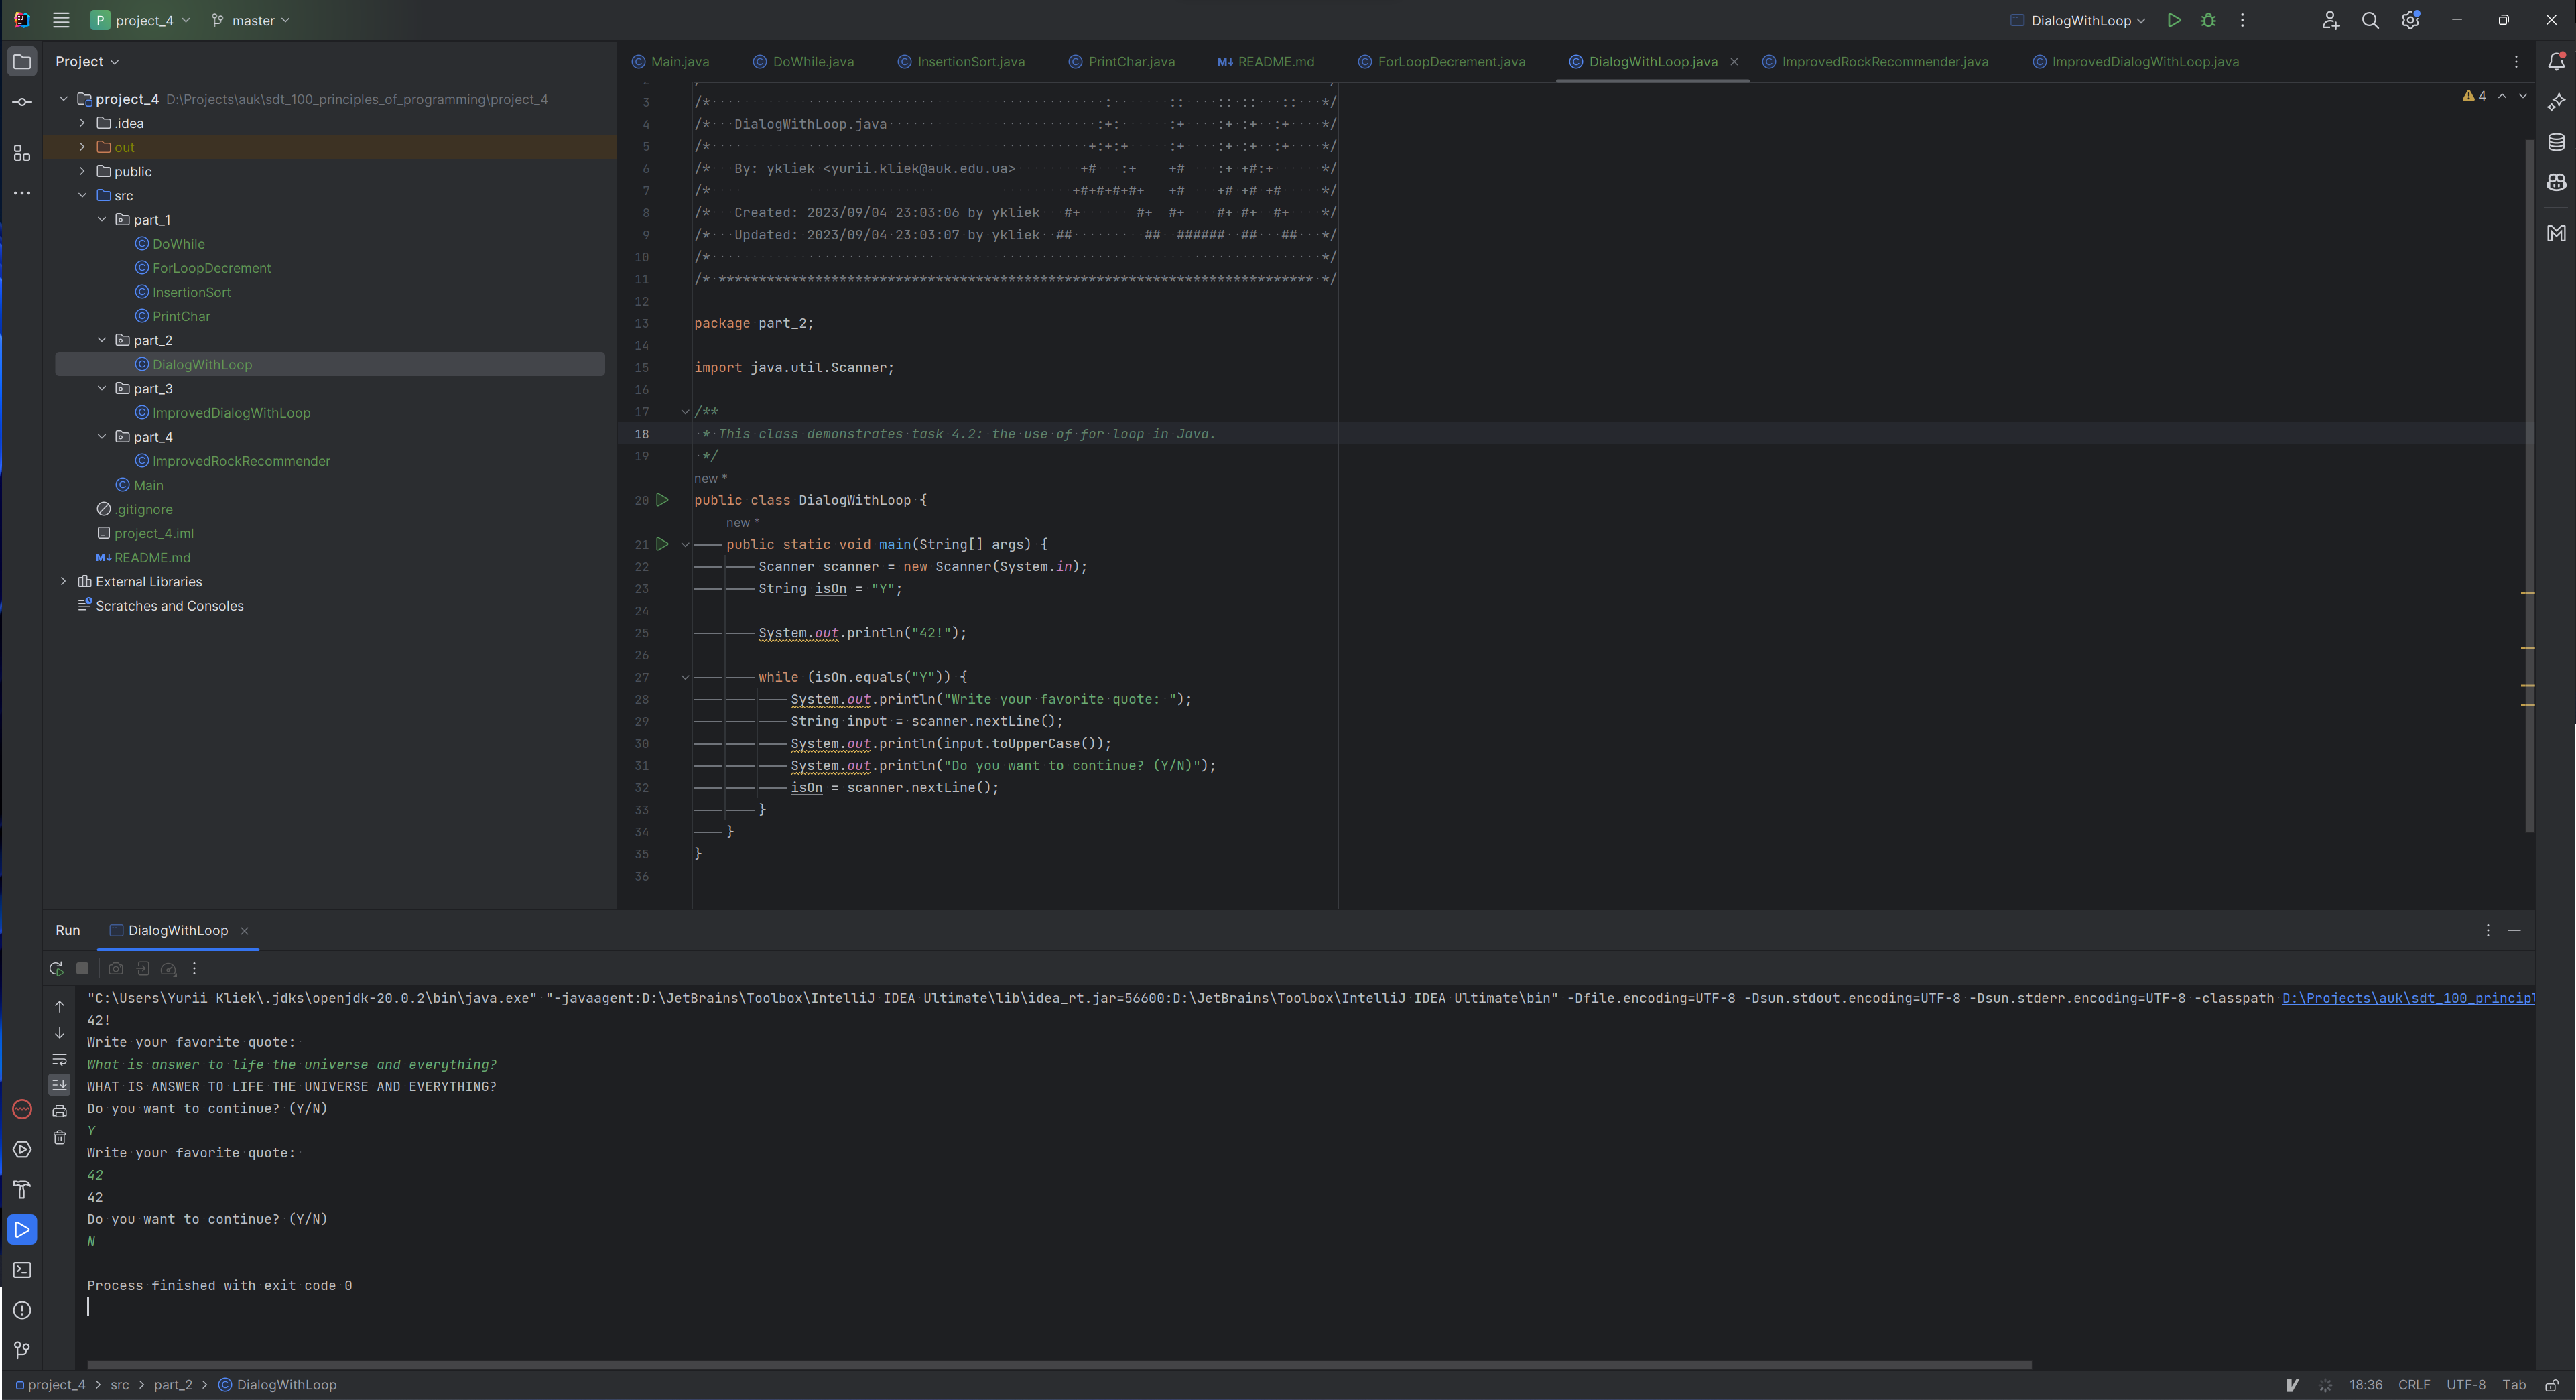 P project_4 master DialogWithLoop
Project
project_4 D:\Projects\auk\sdt_100_principles_of_programming\project_4
.idea
out
public
src
part_1
DoWhile
ForLoopDecrement
InsertionSort
PrintChar
part_2
DialogWithLoop
part_3
ImprovedDialogWithLoop
part_4
ImprovedRockRecommender
Main
.gitignore
project_4.iml
M↓ README.md
External Libraries
Scratches and Consoles
Main.java DoWhile.java InsertionSort.java PrintChar.java M↓ README.md ForLoopDecrement.java DialogWithLoop.java ImprovedRockRecommender.java ImprovedDialogWithLoop.java
4
3 /* : :: :: :: :: */
4 /* DialogWithLoop.java :+: :+ :+ :+ :+ */
5 /* +:+:+ :+ :+ :+ :+ */
6 /* By: ykliek <yurii.kliek@auk.edu.ua> +# :+ +# :+ +#:+ */
7 /* +#+#+#+#+ +# +# +# +# */
8 /* Created: 2023/09/04 23:03:06 by ykliek #+ #+ #+ #+ #+ #+ */
9 /* Updated: 2023/09/04 23:03:07 by ykliek ## ## ###### ## ## */
10 /* */
11 /* ************************************************************************** */
12
13 package part_2;
14
15 import java.util.Scanner;
16
17 /**
18 * This class demonstrates task 4.2: the use of for loop in Java.
19 */
new *
20 public class DialogWithLoop {
new *
21 public static void main(String[] args) {
22 Scanner scanner = new Scanner(System.in);
23 String isOn = "Y";
24
25 System.out.println("42!");
26
27 while (isOn.equals("Y")) {
28 System.out.println("Write your favorite quote: ");
29 String input = scanner.nextLine();
30 System.out.println(input.toUpperCase());
31 System.out.println("Do you want to continue? (Y/N)");
32 isOn = scanner.nextLine();
33 }
34 }
35 }
36
Run DialogWithLoop
"C:\Users\Yurii Kliek\.jdks\openjdk-20.0.2\bin\java.exe" "-javaagent:D:\JetBrains\Toolbox\IntelliJ IDEA Ultimate\lib\idea_rt.jar=56600:D:\JetBrains\Toolbox\IntelliJ IDEA Ultimate\bin" -Dfile.encoding=UTF-8 -Dsun.stdout.encoding=UTF-8 -Dsun.stderr.encoding=UTF-8 -classpath D:\Projects\auk\sdt_100_princip
42!
Write your favorite quote:
What is answer to life the universe and everything?
WHAT IS ANSWER TO LIFE THE UNIVERSE AND EVERYTHING?
Do you want to continue? (Y/N)
Y
Write your favorite quote:
42
42
Do you want to continue? (Y/N)
N
Process finished with exit code 0
project_4 > src > part_2 > DialogWithLoop 18:36 CRLF UTF-8 Tab